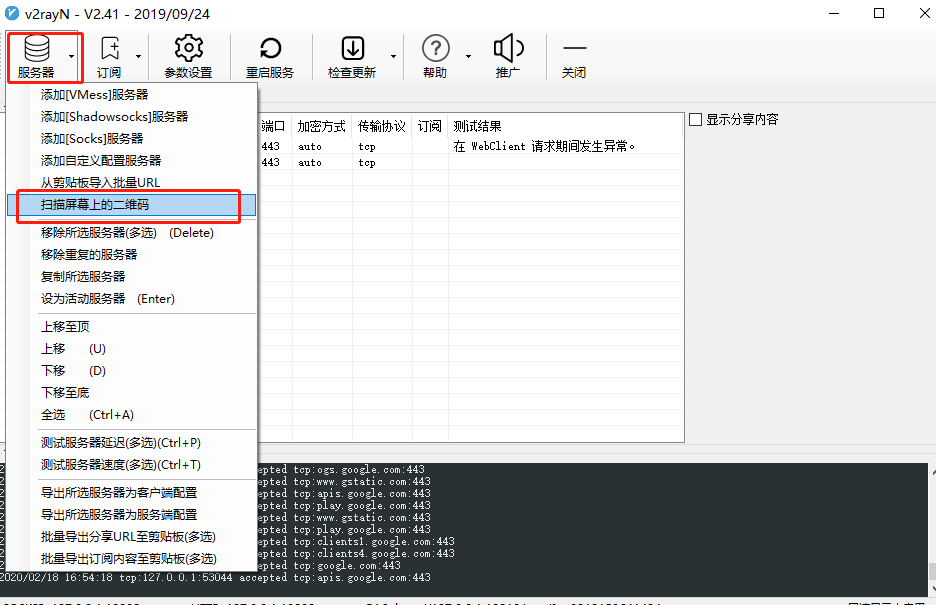 v2rayN - V2.41 - 2019/09/24
服务器 订阅 参数设置 重启服务 检查更新 帮助 推广 关闭
添加[VMess]服务器
添加[Shadowsocks]服务器
添加[Socks]服务器
添加自定义配置服务器
从剪贴板导入批量URL
扫描屏幕上的二维码
移除所选服务器(多选) (Delete)
移除重复的服务器
复制所选服务器
设为活动服务器 (Enter)
上移至顶
上移 (U)
下移 (D)
下移至底
全选 (Ctrl+A)
测试服务器延迟(多选)(Ctrl+P)
测试服务器速度(多选)(Ctrl+T)
导出所选服务器为客户端配置
导出所选服务器为服务端配置
批量导出分享URL至剪贴板(多选)
批量导出订阅内容至剪贴板(多选)
端口 加密方式 传输协议 订阅 测试结果
443 auto tcp 在 WebClient 请求期间发生异常。
443 auto tcp
显示分享内容
epted tcp:ogs.google.com:443
epted tcp:www.gstatic.com:443
epted tcp:apis.google.com:443
epted tcp:play.google.com:443
epted tcp:www.gstatic.com:443
epted tcp:play.google.com:443
epted tcp:clients1.google.com:443
epted tcp:clients4.google.com:443
epted tcp:google.com:443
2020/02/18 16:54:18 tcp:127.0.0.1:53044 accepted tcp:apis.google.com:443